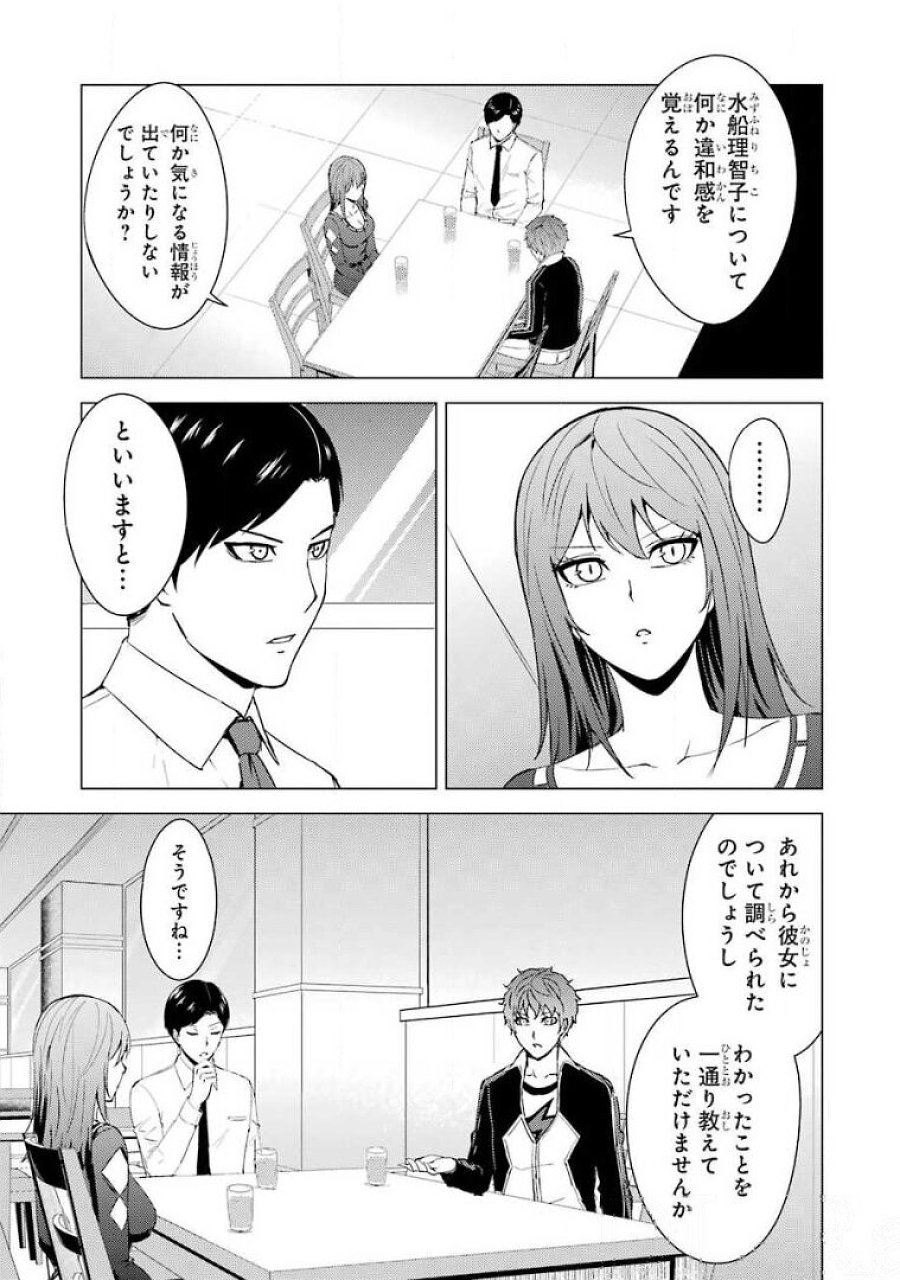 水船理智子について
何か違和感を
覚えるんです
何か気になる情報が
出ていたりしない
でしょうか?
………
といいますと…
あれから彼女に
ついて調べられた
のでしょうし
わかったことを
一通り教えて
いただけませんか
そうですね…